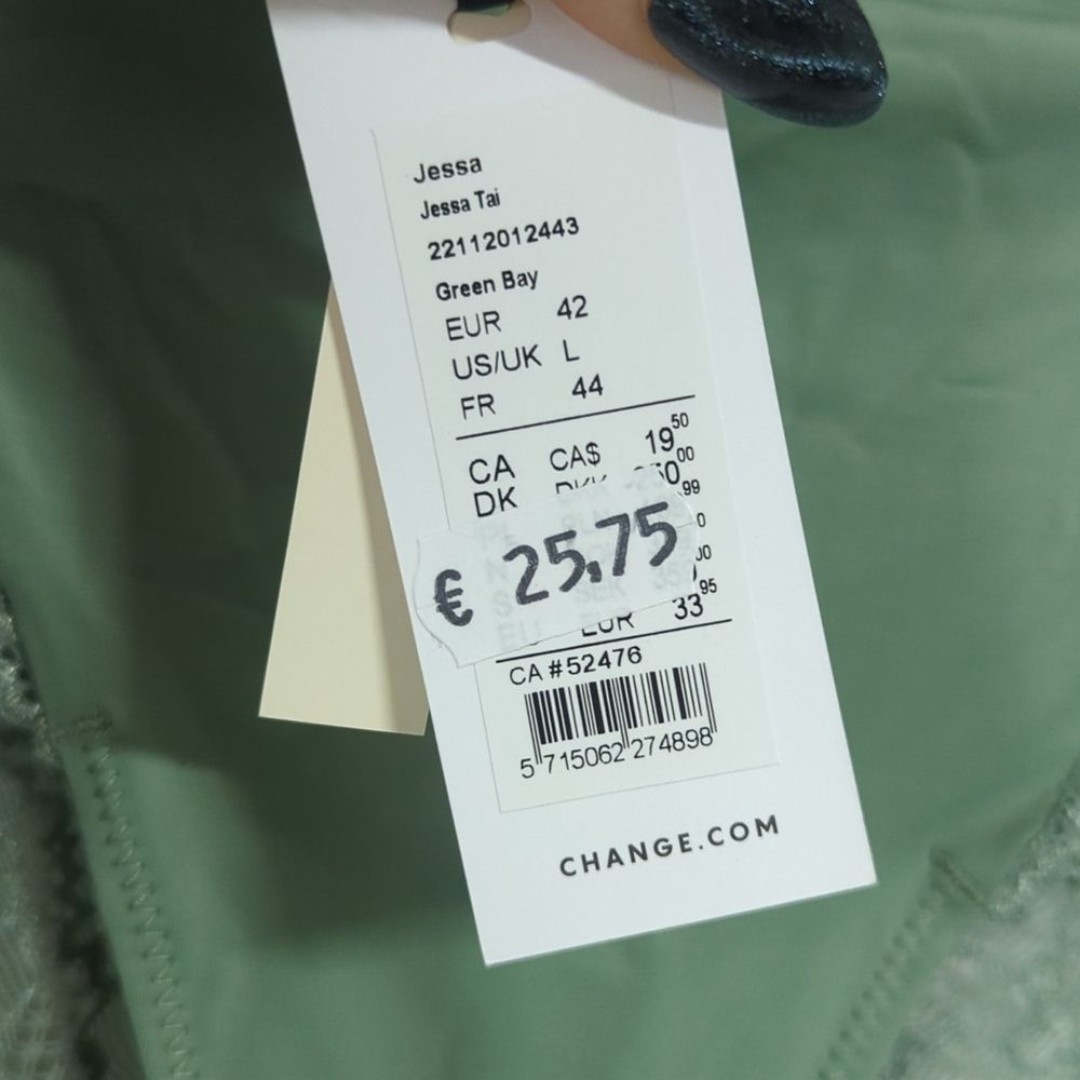 Jessa
Jessa Tai
22112012443
Green Bay
EUR 42
US/UK L
FR 44
CA CA$ 19 50
DK DKK 00
99
€ 25,75
EUR 33 95
CA #52476
5 715062 274898
CHANGE.COM